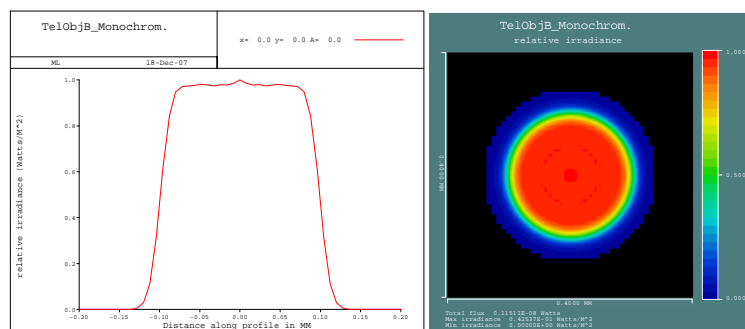 TelObjB_Monochrom.
x= 0.0 y= 0.0 A= 0.0
ML 18-Dec-07
relative irradiance (Watts/M^2)
1.0
0.8
0.6
0.4
0.2
0.0
-0.20 -0.15 -0.10 -0.05 0.00 0.05 0.10 0.15 0.20
Distance along profile in MM
TelObjB_Monochrom.
relative irradiance
0.4000 MM
1.000
0.500
0.000
0.4000 MM
Total flux 0.11511E-08 Watts
Max irradiance 0.42537E-01 Watts/M^2
Min irradiance 0.00000E+00 Watts/M^2